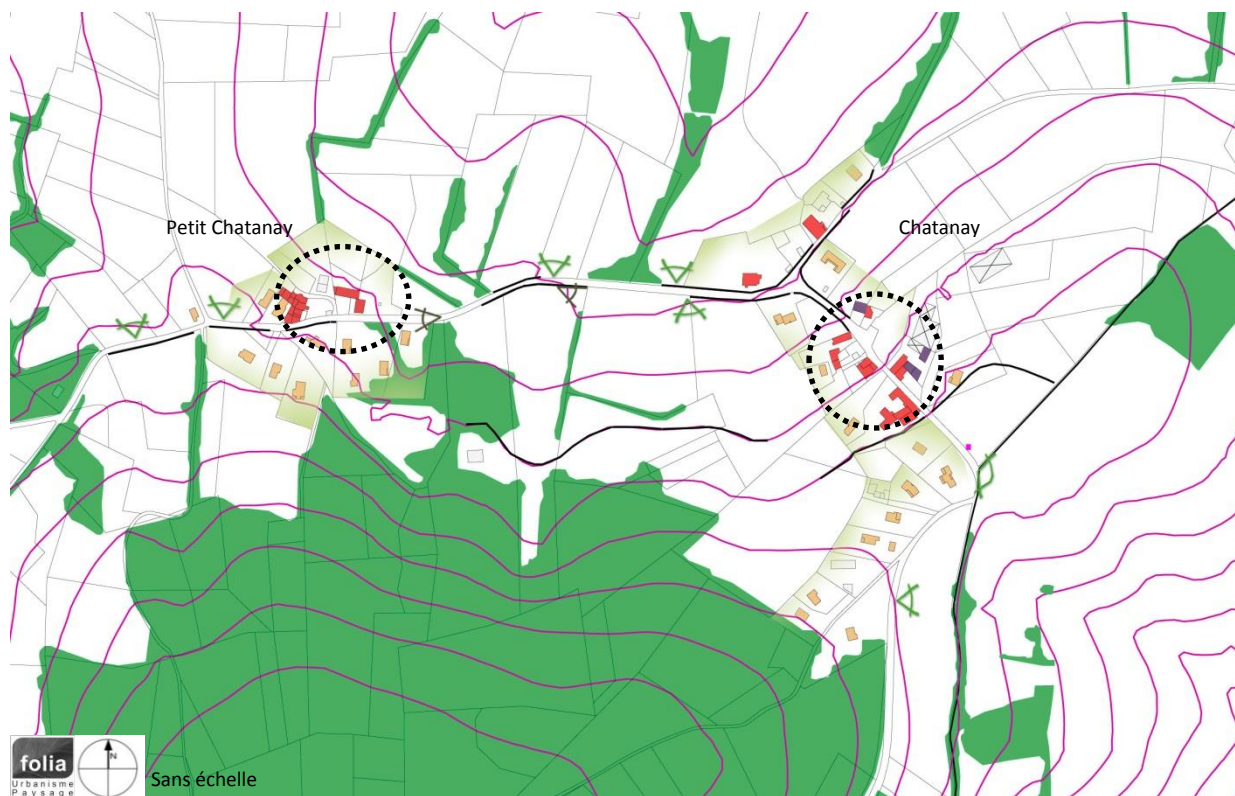 Petit Chatanay
Chatanay
folia
Urbanisme
Paysage
N
Sans échelle